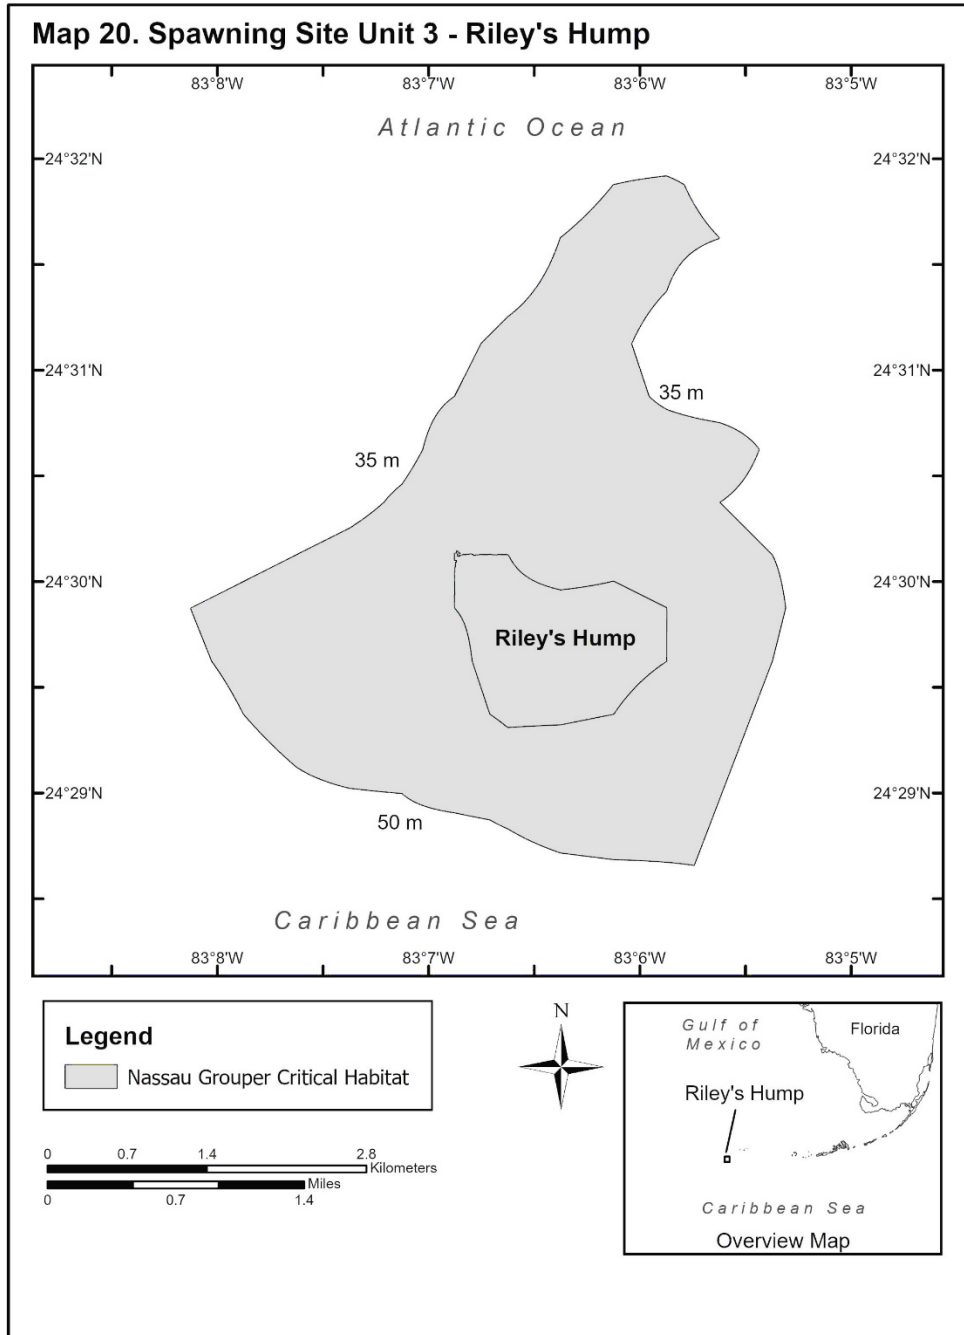 Map 20. Spawning Site Unit 3 - Riley's Hump
83°8'W 83°7'W 83°6'W 83°5'W
Atlantic Ocean
24°32'N 24°32'N
24°31'N 24°31'N
35 m
35 m
24°30'N 24°30'N
Riley's Hump
24°29'N 24°29'N
50 m
Caribbean Sea
83°8'W 83°7'W 83°6'W 83°5'W
Legend
Nassau Grouper Critical Habitat
0 0.7 1.4 2.8
Kilometers
Miles
0 0.7 1.4
N
Gulf of
Mexico
Florida
Riley's Hump
Caribbean Sea
Overview Map